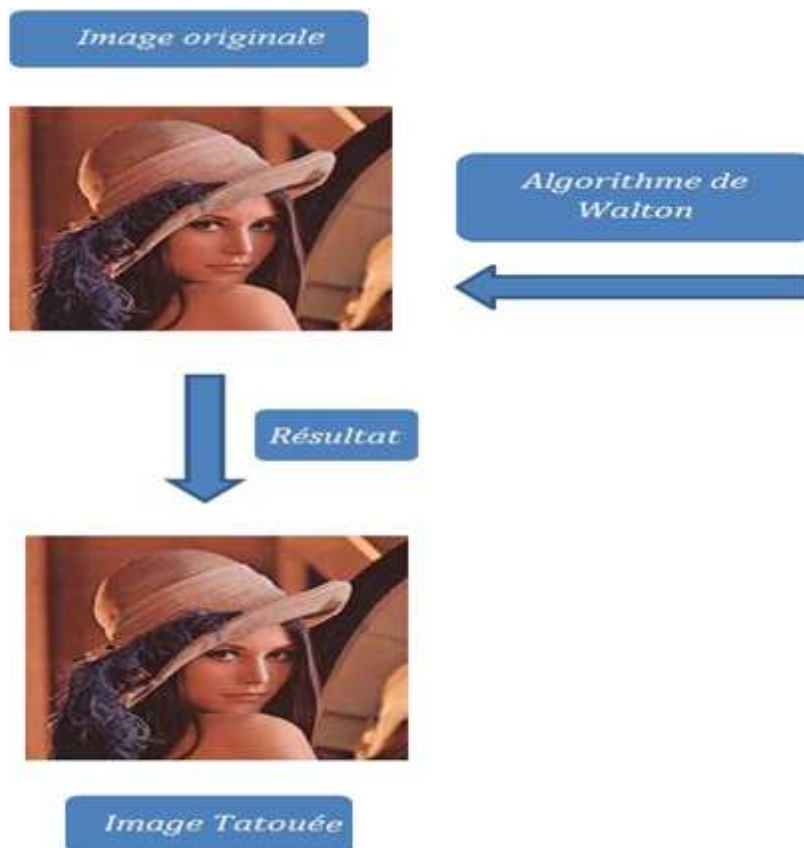 Image originale
Algorithme de
Walton
Résultat
Image Tatouée